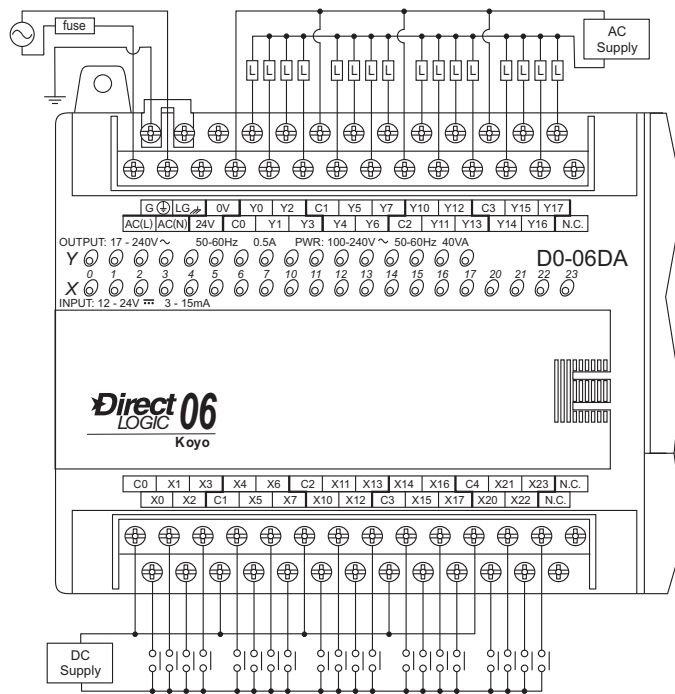 fuse
AC
Supply
L L L L L L L L L L L L L L L L
G LG 0V Y0 Y2 C1 Y5 Y7 Y10 Y12 C3 Y15 Y17
AC(L) AC(N) 24V C0 Y1 Y3 Y4 Y6 C2 Y11 Y13 Y14 Y16 N.C.
OUTPUT: 17 - 240V ~ 50-60Hz 0.5A PWR: 100-240V ~ 50-60Hz 40VA
D0-06DA
Y
0 1 2 3 4 5 6 7 10 11 12 13 14 15 16 17 20 21 22 23
X
INPUT: 12 - 24V ⎓ 3 - 15mA
Direct
LOGIC 06
Koyo
C0 X1 X3 X4 X6 C2 X11 X13 X14 X16 C4 X21 X23 N.C.
X0 X2 C1 X5 X7 X10 X12 C3 X15 X17 X20 X22 N.C.
DC
Supply